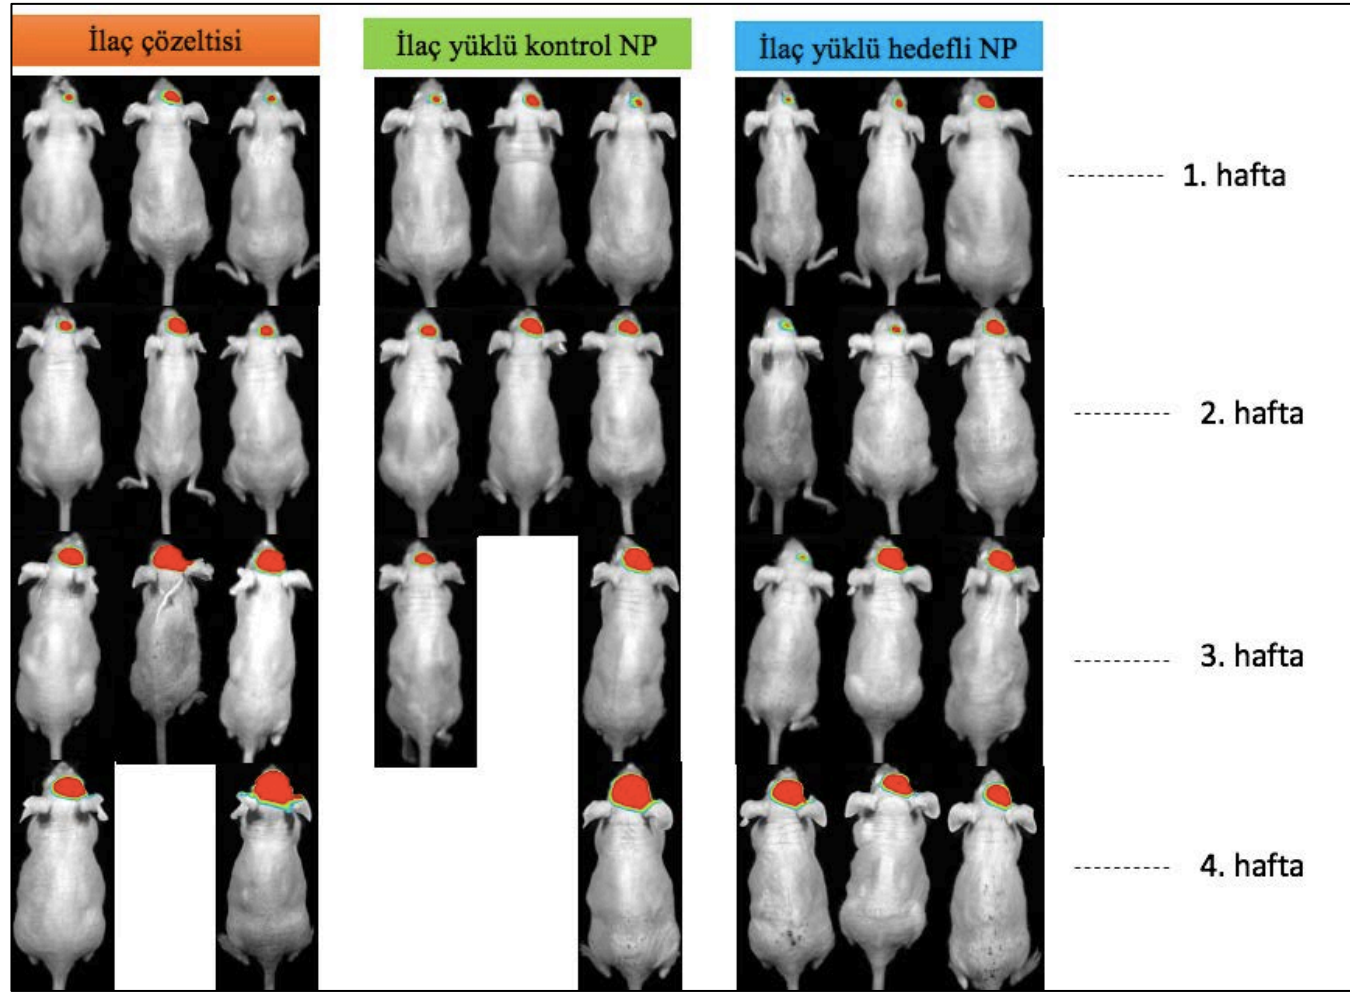 İlaç çözeltisi
İlaç yüklü kontrol NP
İlaç yüklü hedefli NP
1. hafta
2. hafta
3. hafta
4. hafta